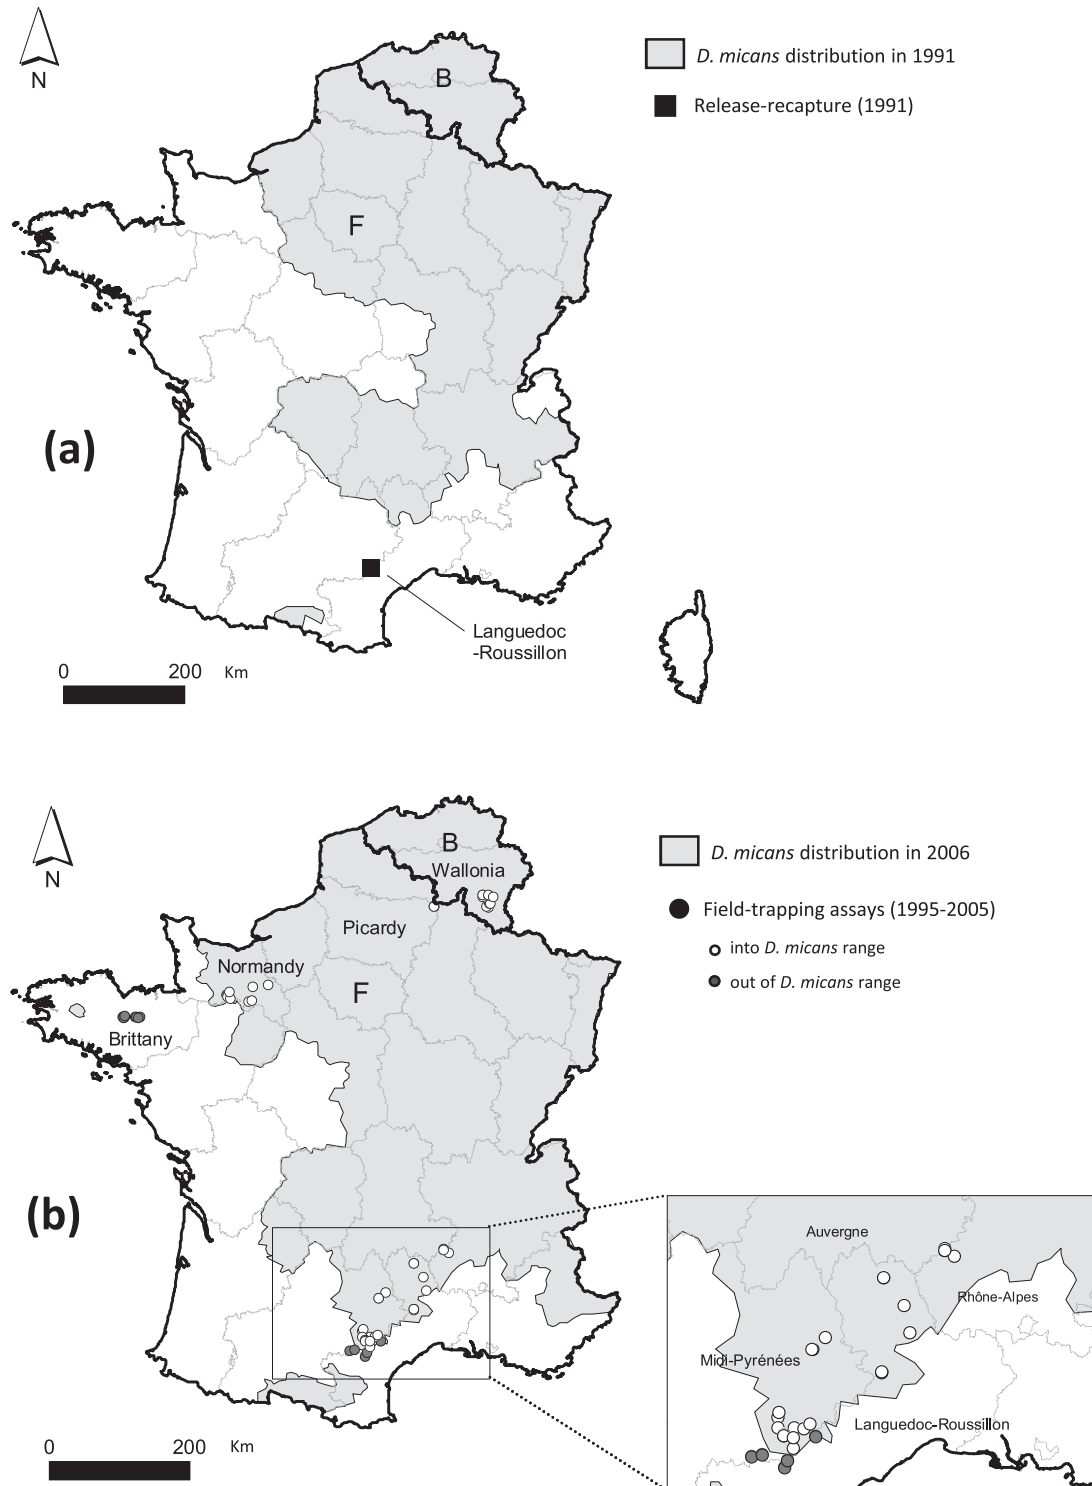 N
B
D. micans distribution in 1991
Release-recapture (1991)
F
(a)
Languedoc
-Roussillon
0 200 Km
N
B
Wallonia
D. micans distribution in 2006
Field-trapping assays (1995-2005)
into D. micans range
out of D. micans range
Picardy
Normandy
F
Brittany
(b)
Auvergne
Rhône-Alpes
Midi-Pyrénées
Languedoc-Roussillon
0 200 Km